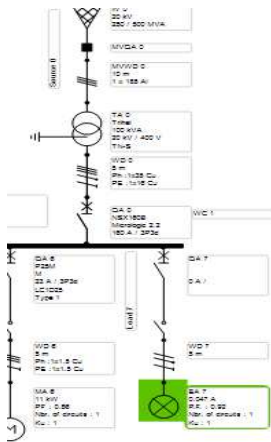 20 kV
250 / 500 MVA
Source 0
MVQA 0
MVWD 0
10 m
1 x 185 Al
TA 0
Trihal
100 kVA
20 kV / 400 V
TN-S
WD 0
5 m
Ph : 1x35 Cu
PE : 1x16 Cu
QA 0
NSX160B
Micrologic 2.2
160 A / 3P3d
WC 1
QA 6
P25M
M
23 A / 3P3d
LC1D25
Type 1
QA 7
0 A /
Load 7
WD 6
5 m
Ph : 1x1.5 Cu
PE : 1x1.5 Cu
WD 7
5 m
MA 6
11 kW
PF : 0.86
Nbr. of circuits : 1
Ku : 1
M
EA 7
0.047 A
P.F. : 0.92
Nbr. of circuits : 1
Ku : 1